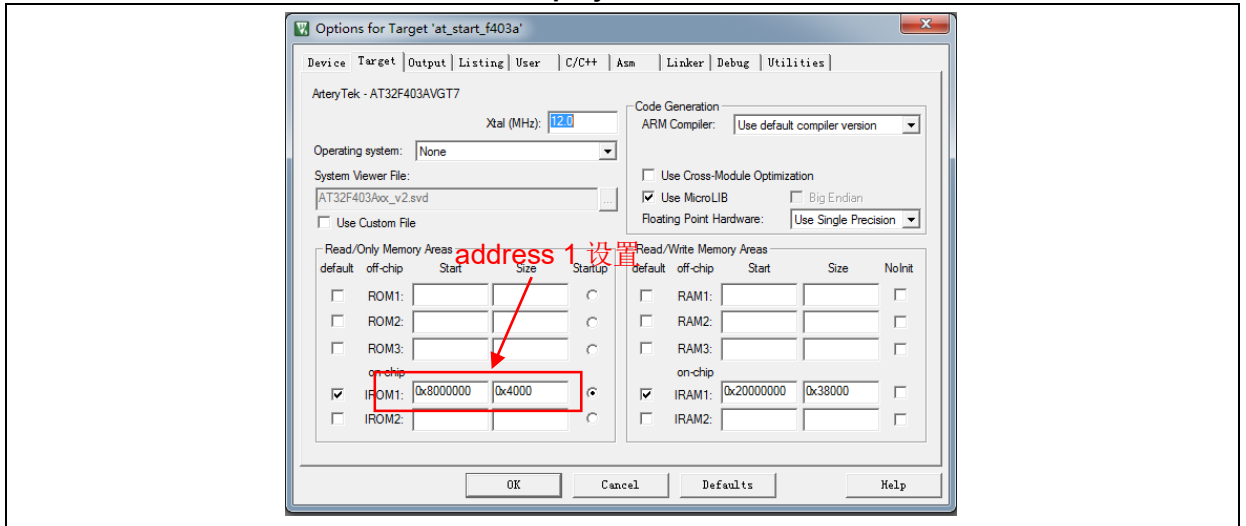 Options for Target 'at_start_f403a'
Device Target Output Listing User C/C++ Asm Linker Debug Utilities
ArteryTek - AT32F403AVGT7
Xtal (MHz): 12.0
Operating system: None
System Viewer File:
AT32F403Axx_v2.svd ...
Use Custom File
Code Generation
ARM Compiler: Use default compiler version
Use Cross-Module Optimization
Use MicroLIB Big Endian
Floating Point Hardware: Use Single Precision
address 1 设置
Read/Only Memory Areas
default off-chip Start Size Startup
ROM1:
ROM2:
ROM3:
on-chip
IROM1: 0x8000000 0x4000
IROM2:
Read/Write Memory Areas
default off-chip Start Size NoInit
RAM1:
RAM2:
RAM3:
on-chip
IRAM1: 0x20000000 0x38000
IRAM2:
OK Cancel Defaults Help